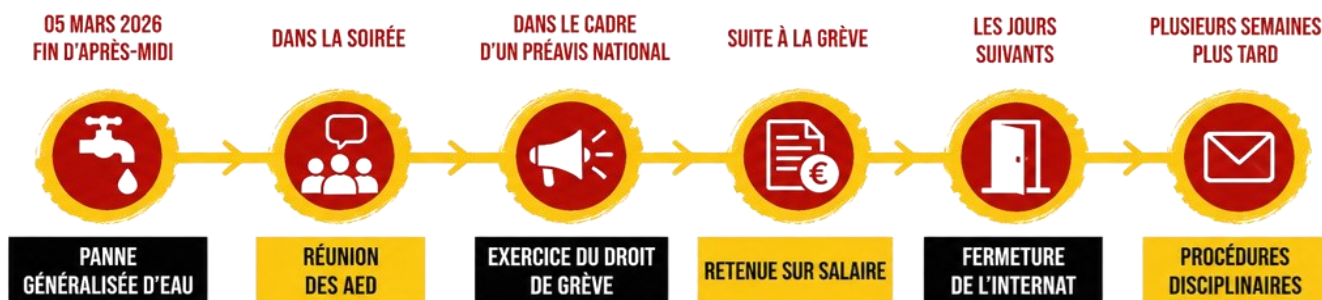 05 MARS 2026
FIN D'APRÈS-MIDI
DANS LA SOIRÉE
DANS LE CADRE
D'UN PRÉAVIS NATIONAL
SUITE À LA GRÈVE
LES JOURS
SUIVANTS
PLUSIEURS SEMAINES
PLUS TARD
€
PANNE
GÉNÉRALISÉE D'EAU
RÉUNION
DES AED
EXERCICE DU DROIT
DE GRÈVE
RETENUE SUR SALAIRE
FERMETURE
DE L'INTERNAT
PROCÉDURES
DISCIPLINAIRES